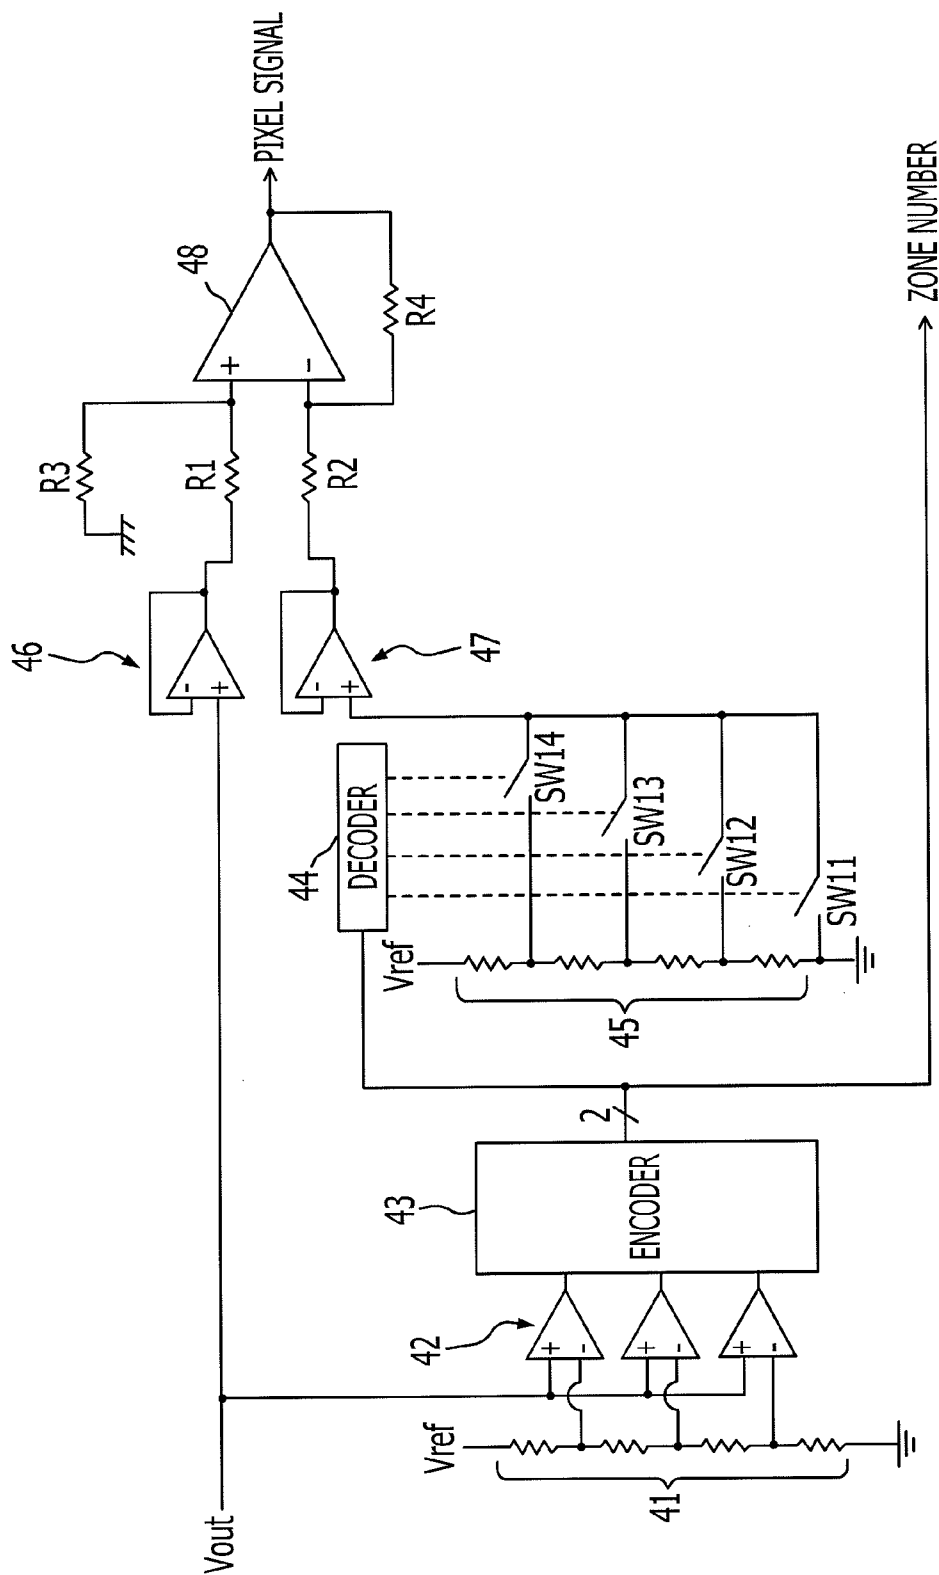 46
R3
R1
48
PIXEL SIGNAL
-
+
+
-
R2
R4
47
-
+
44
DECODER
Vref
45
SW14
SW13
SW12
SW11
Vout
Vref
41
42
+
-
+
-
+
-
43
ENCODER
2
ZONE NUMBER